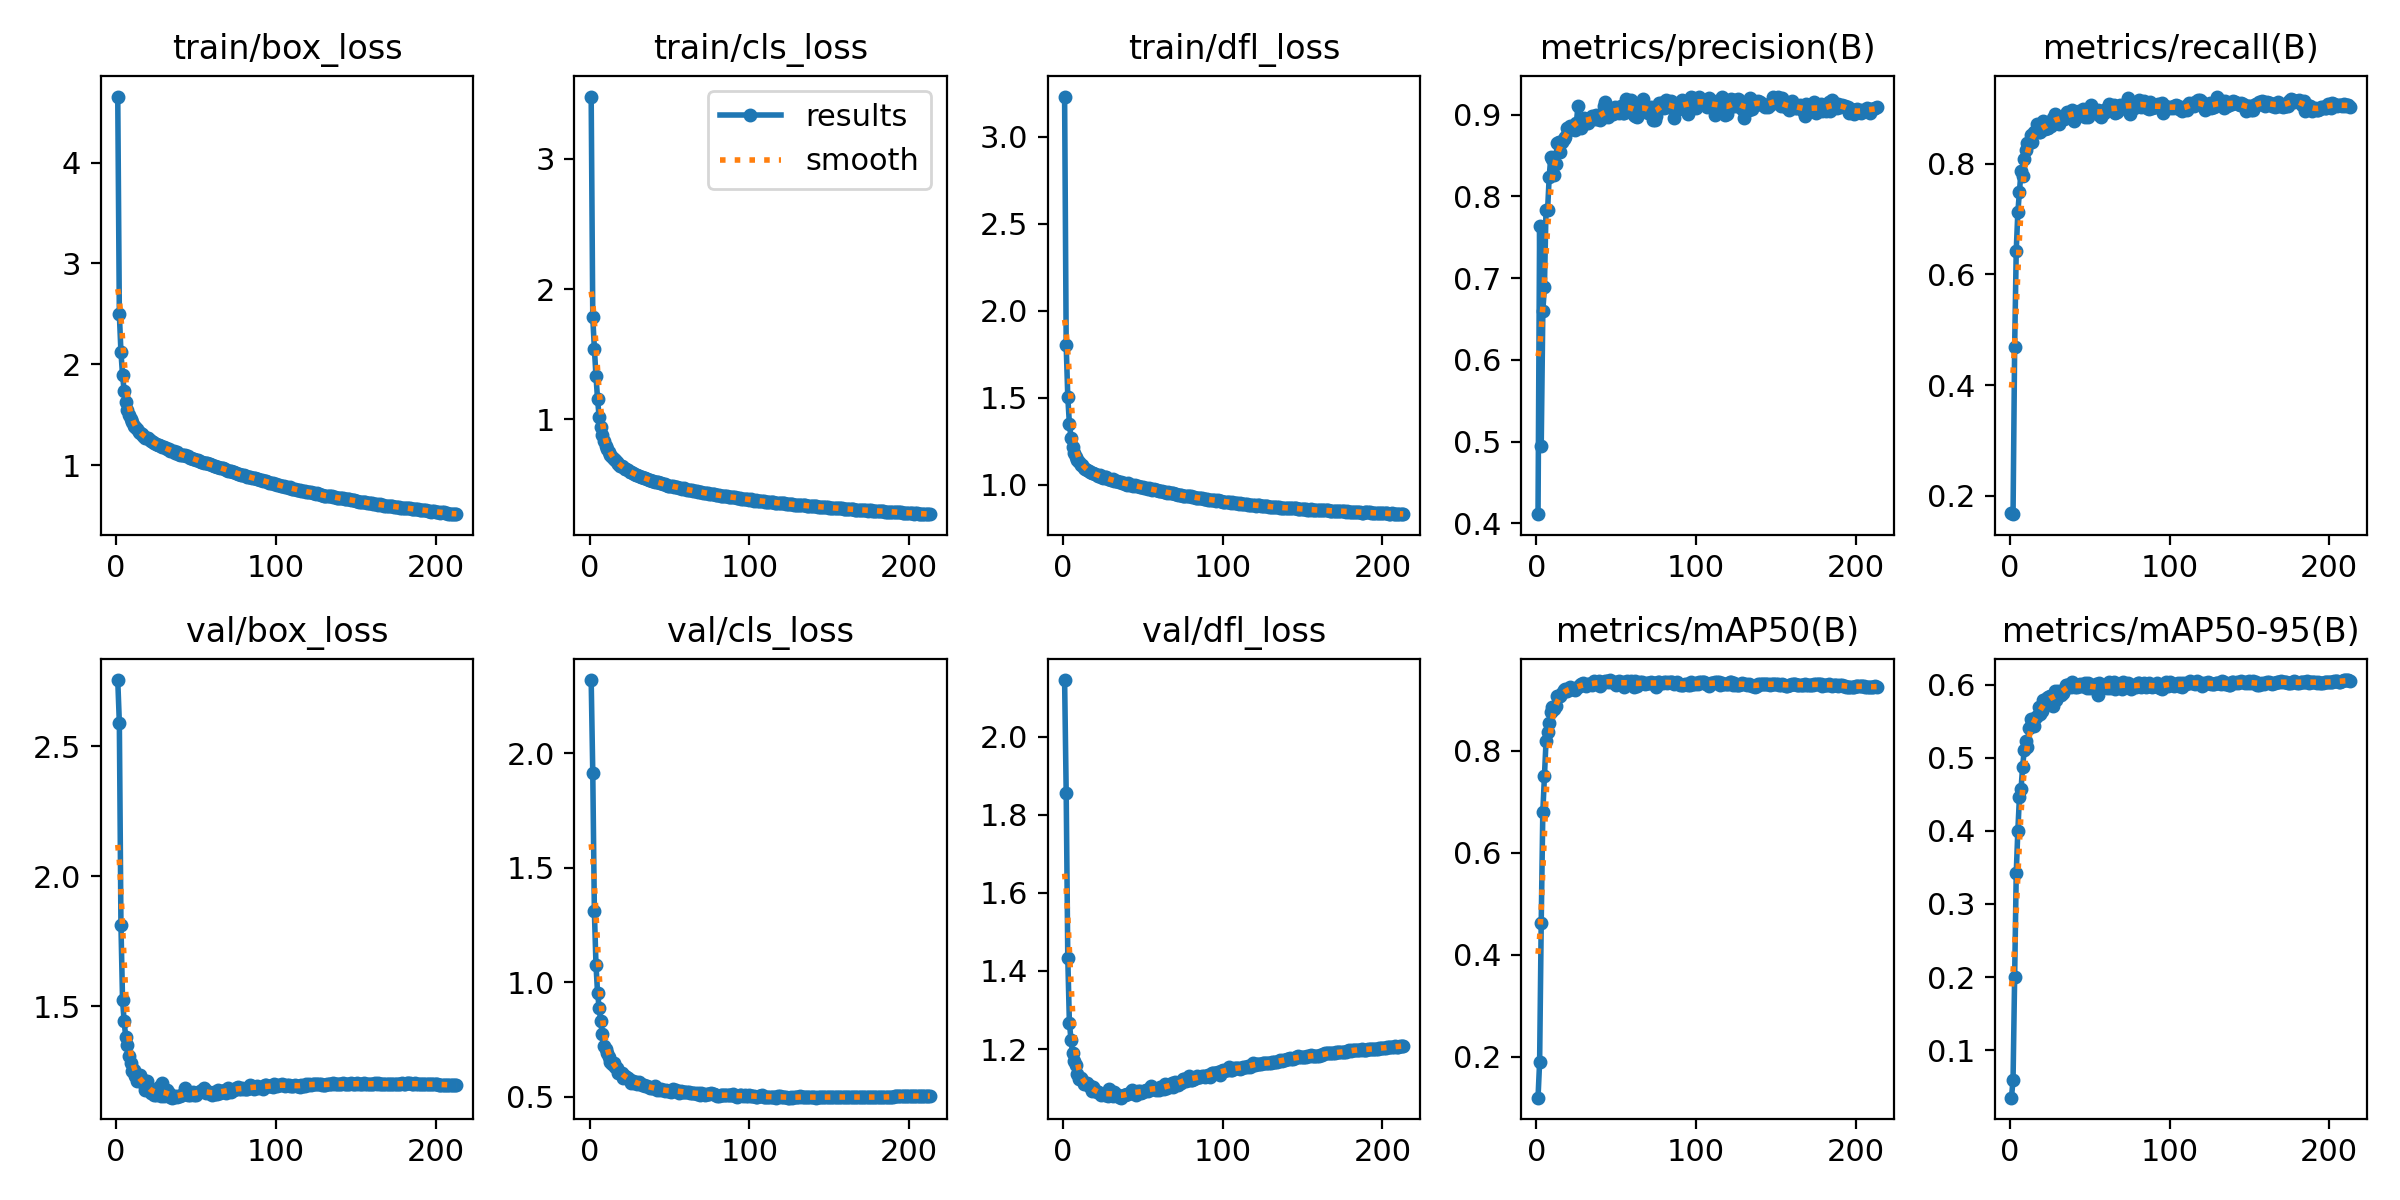 train/box_loss
4
3
2
1
0 100 200
train/cls_loss
results
smooth
3
2
1
0 100 200
train/dfl_loss
3.0
2.5
2.0
1.5
1.0
0 100 200
metrics/precision(B)
0.9
0.8
0.7
0.6
0.5
0.4
0 100 200
metrics/recall(B)
0.8
0.6
0.4
0.2
0 100 200
val/box_loss
2.5
2.0
1.5
0 100 200
val/cls_loss
2.0
1.5
1.0
0.5
0 100 200
val/dfl_loss
2.0
1.8
1.6
1.4
1.2
0 100 200
metrics/mAP50(B)
0.8
0.6
0.4
0.2
0 100 200
metrics/mAP50-95(B)
0.6
0.5
0.4
0.3
0.2
0.1
0 100 200